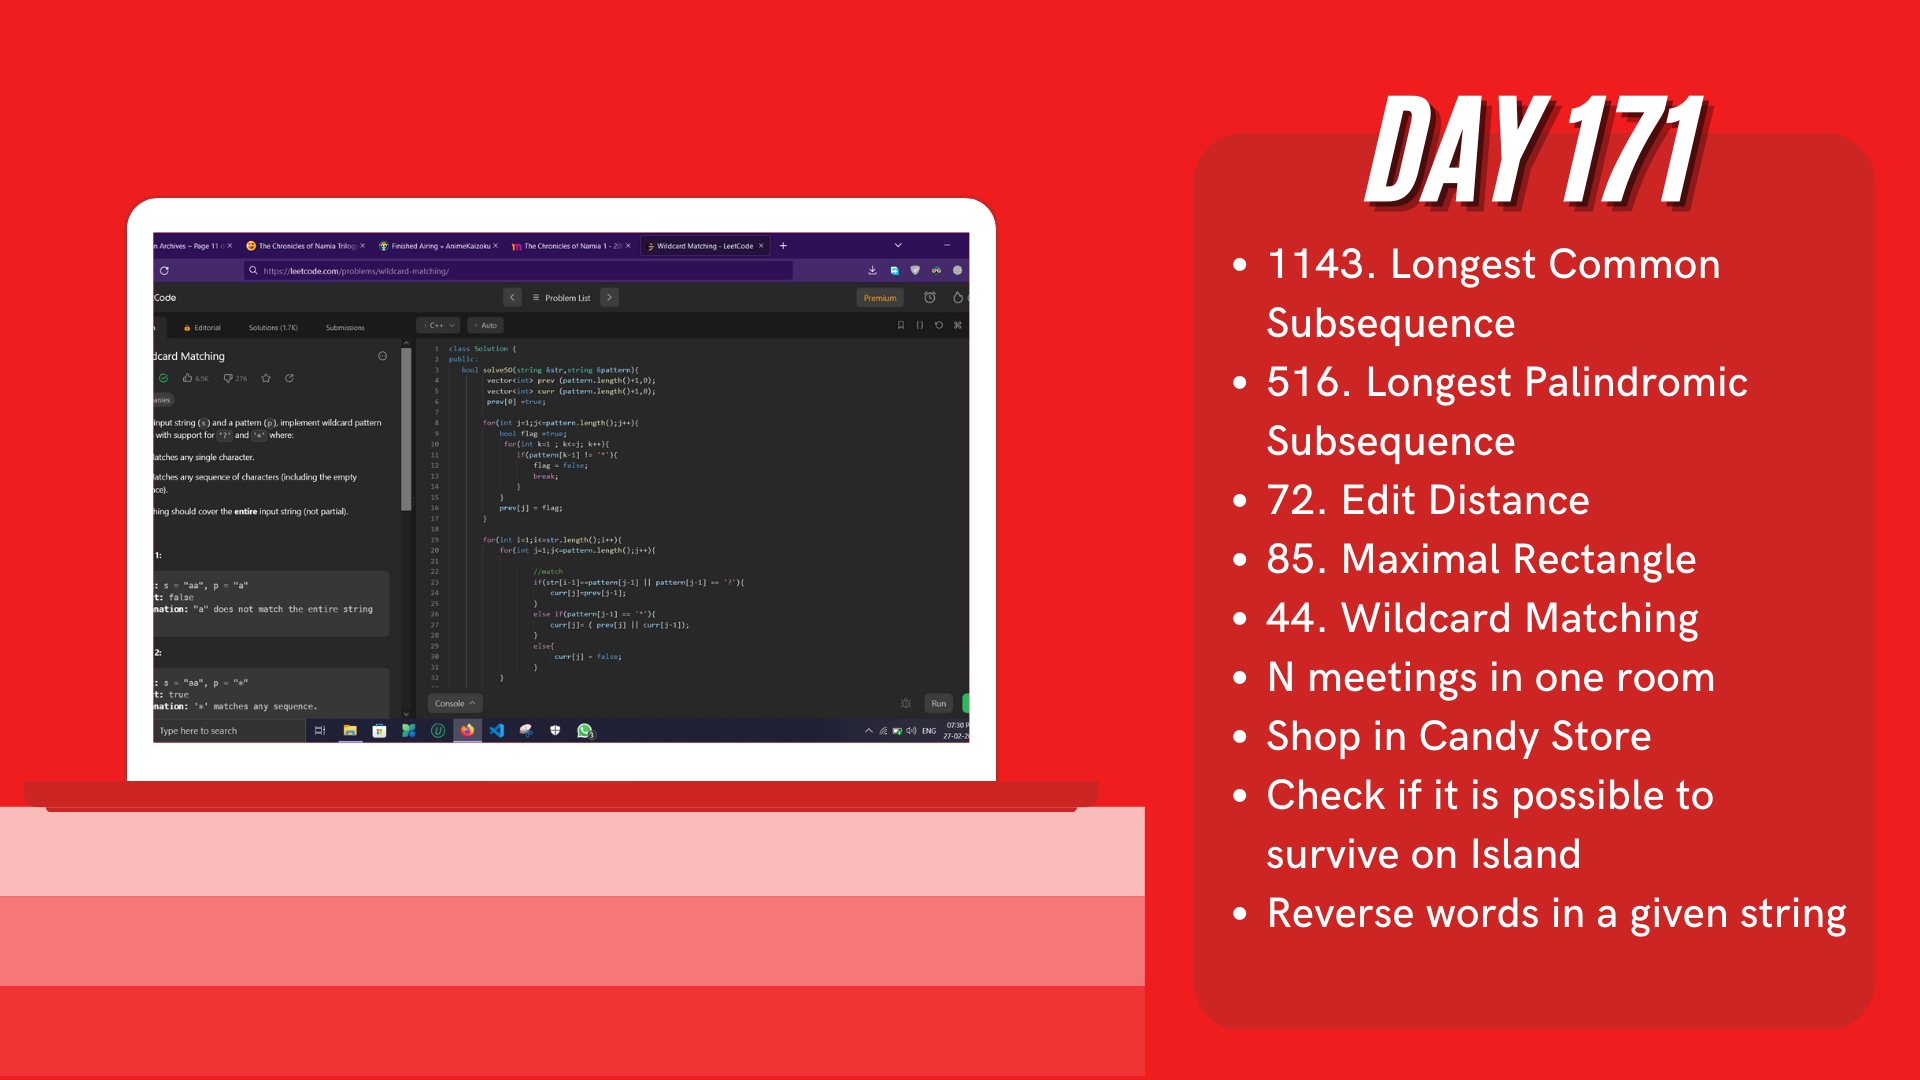 DAY 171
• 1143. Longest Common
Subsequence
• 516. Longest Palindromic
Subsequence
• 72. Edit Distance
• 85. Maximal Rectangle
• 44. Wildcard Matching
• N meetings in one room
• Shop in Candy Store
• Check if it is possible to
survive on Island
• Reverse words in a given string
n Archives – Page 11 × The Chronicles of Narnia Trilog × Finished Airing » AnimeKaizoku × The Chronicles of Narnia 1 - 20 × Wildcard Matching - LeetCode × +
https://leetcode.com/problems/wildcard-matching/
Code Problem List Premium
Editorial Solutions (1.7K) Submissions
C++ Auto
dcard Matching
6.5K 276
anies
input string (s) and a pattern (p), implement wildcard pattern
with support for '?' and '*' where:
atches any single character.
atches any sequence of characters (including the empty
nce).
hing should cover the entire input string (not partial).
1:
: s = "aa", p = "a"
t: false
nation: "a" does not match the entire string
2:
: s = "aa", p = "*"
t: true
nation: '*' matches any sequence.
1 class Solution {
2 public:
3 bool solveSO(string &str,string &pattern){
4 vector<int> prev (pattern.length()+1,0);
5 vector<int> curr (pattern.length()+1,0);
6 prev[0] =true;
7
8 for(int j=1;j<=pattern.length();j++){
9 bool flag =true;
10 for(int k=1 ; k<=j; k++){
11 if(pattern[k-1] != '*'){
12 flag = false;
13 break;
14 }
15 }
16 prev[j] = flag;
17 }
18
19 for(int i=1;i<=str.length();i++){
20 for(int j=1;j<=pattern.length();j++){
21
22 //match
23 if(str[i-1]==pattern[j-1] || pattern[j-1] == '?'){
24 curr[j]=prev[j-1];
25 }
26 else if(pattern[j-1] == '*'){
27 curr[j]= ( prev[j] || curr[j-1]);
28 }
29 else{
30 curr[j] = false;
31 }
32 }
Console Run
Type here to search
3
ENG
07:30 P
27-02-2